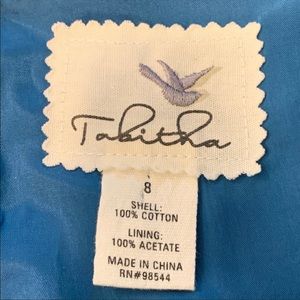 Tabitha
8
SHELL:
100% COTTON
LINING:
100% ACETATE
MADE IN CHINA
RN#98544